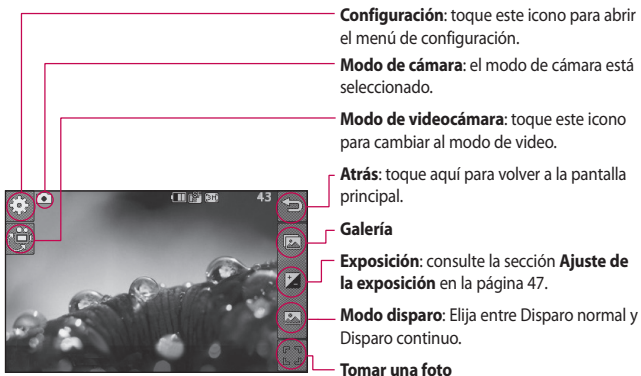 Configuración: toque este icono para abrir
el menú de configuración.
Modo de cámara: el modo de cámara está
seleccionado.
Modo de videocámara: toque este icono
para cambiar al modo de video.
Atrás: toque aquí para volver a la pantalla
principal.
43
Galería
Exposición: consulte la sección Ajuste de
la exposición en la página 47.
Modo disparo: Elija entre Disparo normal y
Disparo continuo.
Tomar una foto